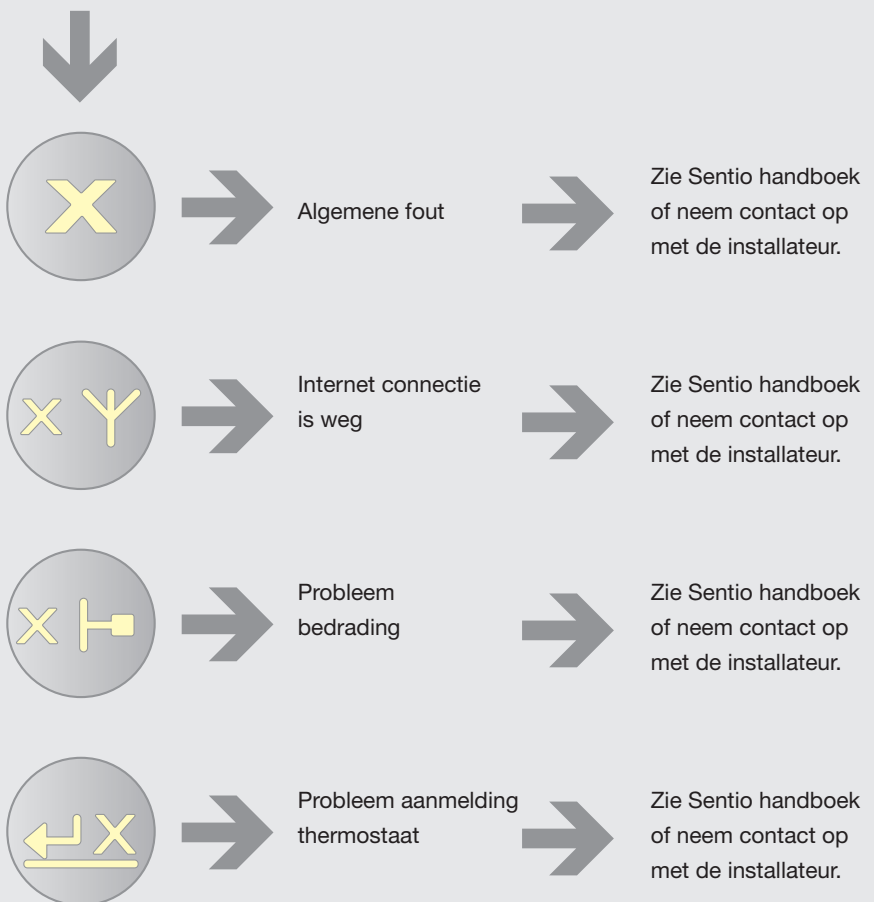 Algemene fout
Zie Sentio handboek
of neem contact op
met de installateur.
Internet connectie
is weg
Zie Sentio handboek
of neem contact op
met de installateur.
Probleem
bedrading
Zie Sentio handboek
of neem contact op
met de installateur.
Probleem aanmelding
thermostaat
Zie Sentio handboek
of neem contact op
met de installateur.